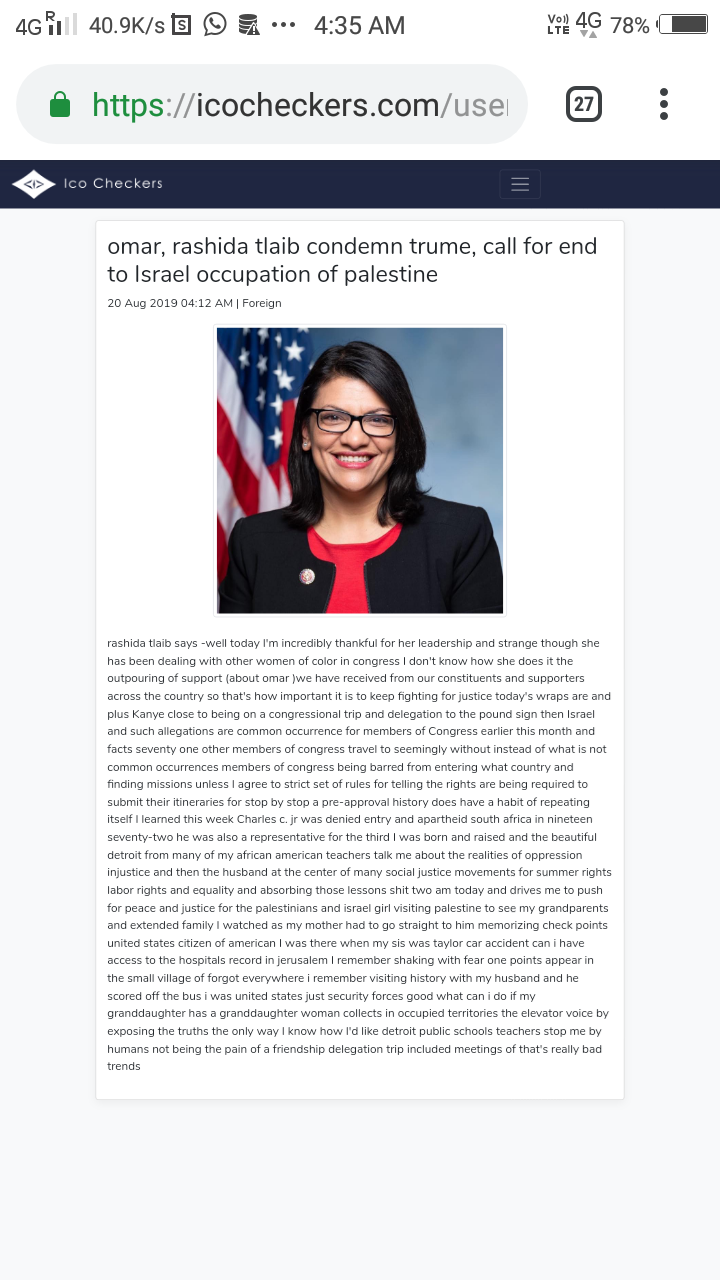 4G R 40.9K/s S 4:35 AM Vo)) LTE 4G 78%
https://icocheckers.com/use
27
Ico Checkers
omar, rashida tlaib condemn trume, call for end
to Israel occupation of palestine
20 Aug 2019 04:12 AM | Foreign
rashida tlaib says -well today I'm incredibly thankful for her leadership and strange though she
has been dealing with other women of color in congress I don't know how she does it the
outpouring of support (about omar )we have received from our constituents and supporters
across the country so that's how important it is to keep fighting for justice today's wraps are and
plus Kanye close to being on a congressional trip and delegation to the pound sign then Israel
and such allegations are common occurrence for members of Congress earlier this month and
facts seventy one other members of congress travel to seemingly without instead of what is not
common occurrences members of congress being barred from entering what country and
finding missions unless I agree to strict set of rules for telling the rights are being required to
submit their itineraries for stop by stop a pre-approval history does have a habit of repeating
itself I learned this week Charles c. jr was denied entry and apartheid south africa in nineteen
seventy-two he was also a representative for the third I was born and raised and the beautiful
detroit from many of my african american teachers talk me about the realities of oppression
injustice and then the husband at the center of many social justice movements for summer rights
labor rights and equality and absorbing those lessons shit two am today and drives me to push
for peace and justice for the palestinians and israel girl visiting palestine to see my grandparents
and extended family I watched as my mother had to go straight to him memorizing check points
united states citizen of american I was there when my sis was taylor car accident can i have
access to the hospitals record in jerusalem I remember shaking with fear one points appear in
the small village of forgot everywhere i remember visiting history with my husband and he
scored off the bus i was united states just security forces good what can i do if my
granddaughter has a granddaughter woman collects in occupied territories the elevator voice by
exposing the truths the only way I know how I'd like detroit public schools teachers stop me by
humans not being the pain of a friendship delegation trip included meetings of that's really bad
trends